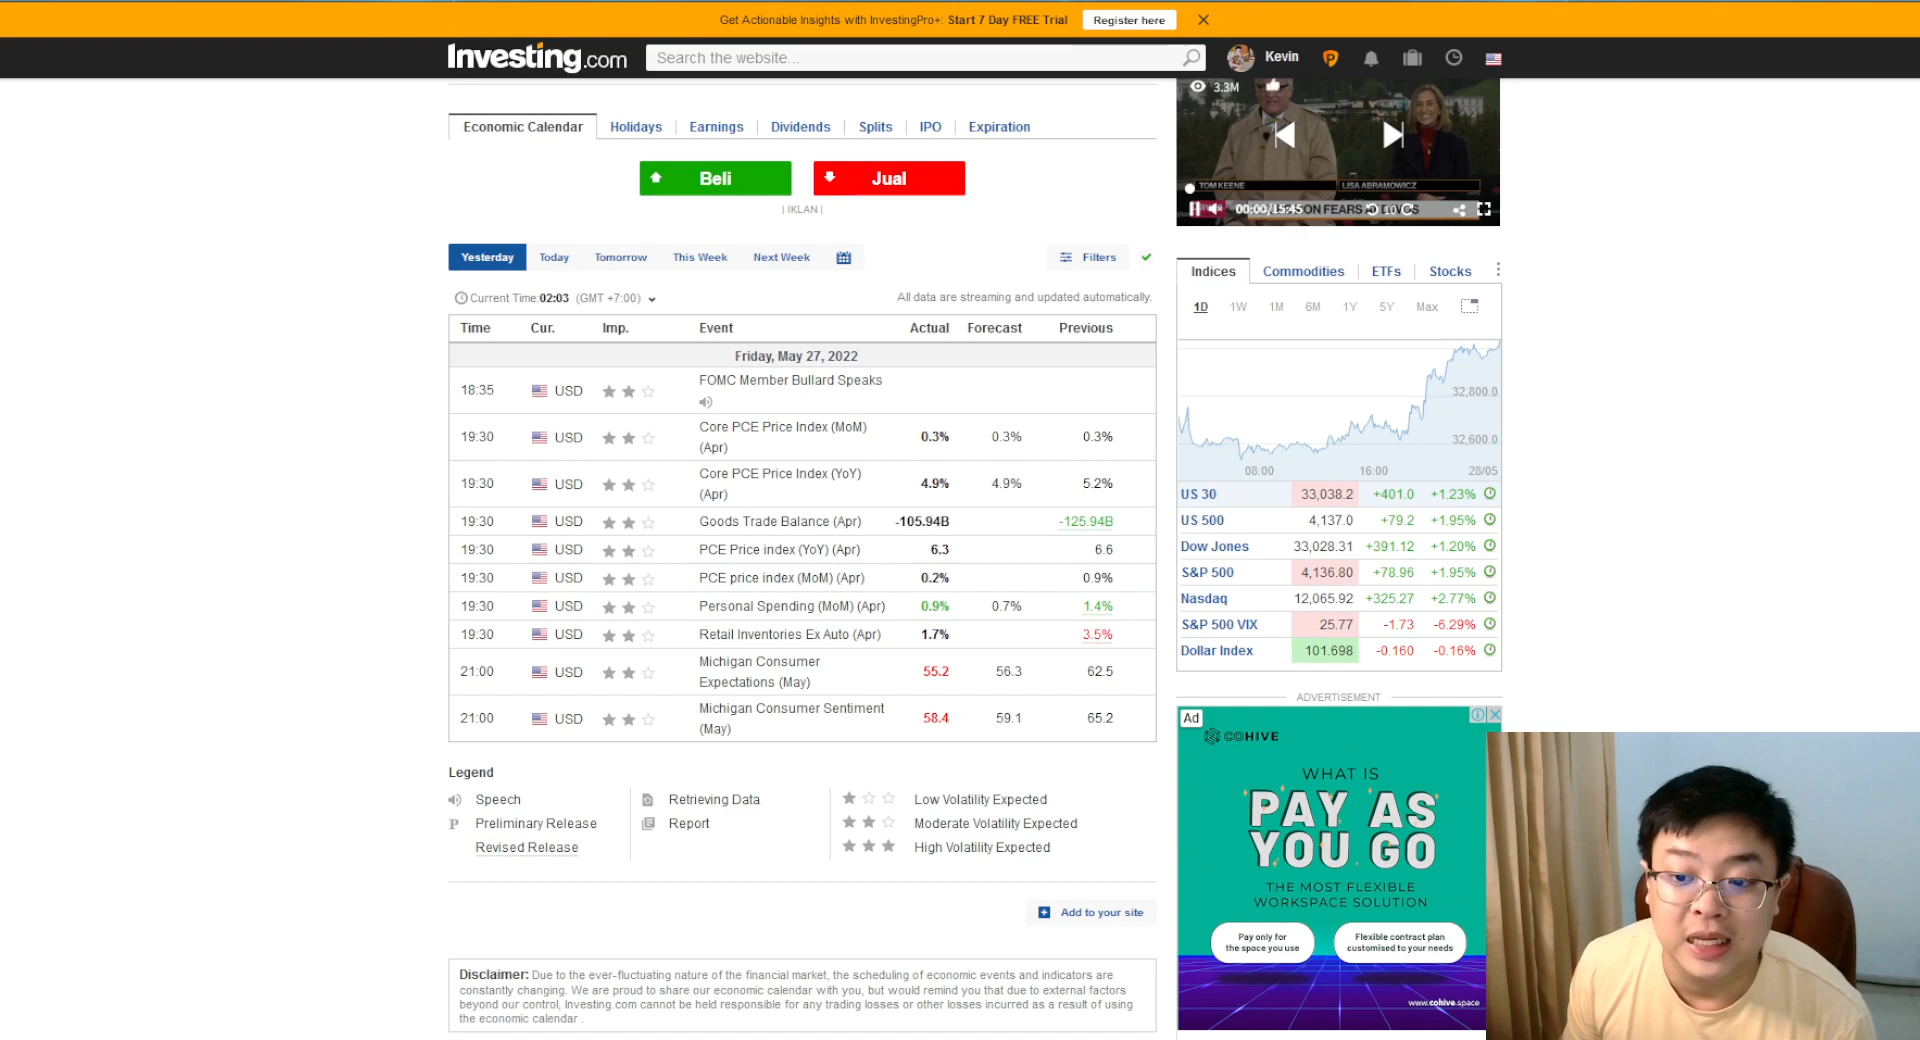 Get Actionable Insights with InvestingPro+: Start 7 Day FREE Trial Register here
Investing.com Search the website... Kevin
3.3M
Economic Calendar Holidays Earnings Dividends Splits IPO Expiration
Beli Jual
| IKLAN |
TOM KEENE LISA ABRAMOWICZ
00:00/15:45
Yesterday Today Tomorrow This Week Next Week Filters
Current Time: 02:03 (GMT +7:00) All data are streaming and updated automatically.
Time Cur. Imp. Event Actual Forecast Previous
Friday, May 27, 2022
18:35 USD FOMC Member Bullard Speaks
19:30 USD Core PCE Price Index (MoM) 0.3% 0.3% 0.3%
(Apr)
19:30 USD Core PCE Price Index (YoY) 4.9% 4.9% 5.2%
(Apr)
19:30 USD Goods Trade Balance (Apr) -105.94B -125.94B
19:30 USD PCE Price index (YoY) (Apr) 6.3 6.6
19:30 USD PCE price index (MoM) (Apr) 0.2% 0.9%
19:30 USD Personal Spending (MoM) (Apr) 0.9% 0.7% 1.4%
19:30 USD Retail Inventories Ex Auto (Apr) 1.7% 3.5%
21:00 USD Michigan Consumer 55.2 56.3 62.5
Expectations (May)
21:00 USD Michigan Consumer Sentiment 58.4 59.1 65.2
(May)
Legend
Speech Retrieving Data Low Volatility Expected
P Preliminary Release Report Moderate Volatility Expected
Revised Release High Volatility Expected
Add to your site
Disclaimer: Due to the ever-fluctuating nature of the financial market, the scheduling of economic events and indicators are
constantly changing. We are proud to share our economic calendar with you, but would remind you that due to external factors
beyond our control, Investing.com cannot be held responsible for any trading losses or other losses incurred as a result of using
the economic calendar .
Indices Commodities ETFs Stocks
1D 1W 1M 6M 1Y 5Y Max
32,800.0
32,600.0
08:00 16:00 28/05
US 30 33,038.2 +401.0 +1.23%
US 500 4,137.0 +79.2 +1.95%
Dow Jones 33,028.31 +391.12 +1.20%
S&P 500 4,136.80 +78.96 +1.95%
Nasdaq 12,065.92 +325.27 +2.77%
S&P 500 VIX 25.77 -1.73 -6.29%
Dollar Index 101.698 -0.160 -0.16%
ADVERTISEMENT
Ad
COHIVE
WHAT IS
PAY AS
YOU GO
THE MOST FLEXIBLE
WORKSPACE SOLUTION
Pay only for
the space you use
Flexible contract plan
customised to your needs
www.cohive.space